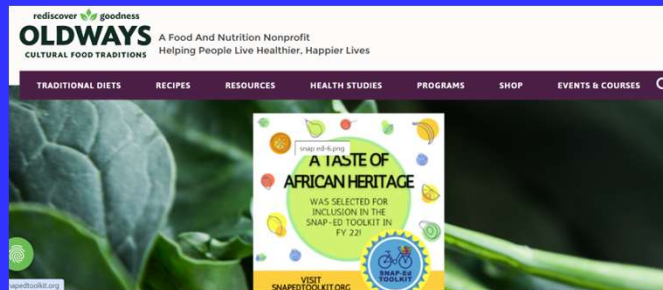 rediscover goodness
OLDWAYS
CULTURAL FOOD TRADITIONS
A Food And Nutrition Nonprofit
Helping People Live Healthier, Happier Lives
TRADITIONAL DIETS RECIPES RESOURCES HEALTH STUDIES PROGRAMS SHOP EVENTS & COURSES
snap ed-6.png
A TASTE OF
AFRICAN HERITAGE
WAS SELECTED FOR
INCLUSION IN THE
SNAP-ED TOOLKIT IN
FY 22!
VISIT
SNAPEDTOOLKIT.ORG
SNAP-Ed
TOOLKIT
snapedtoolkit.org